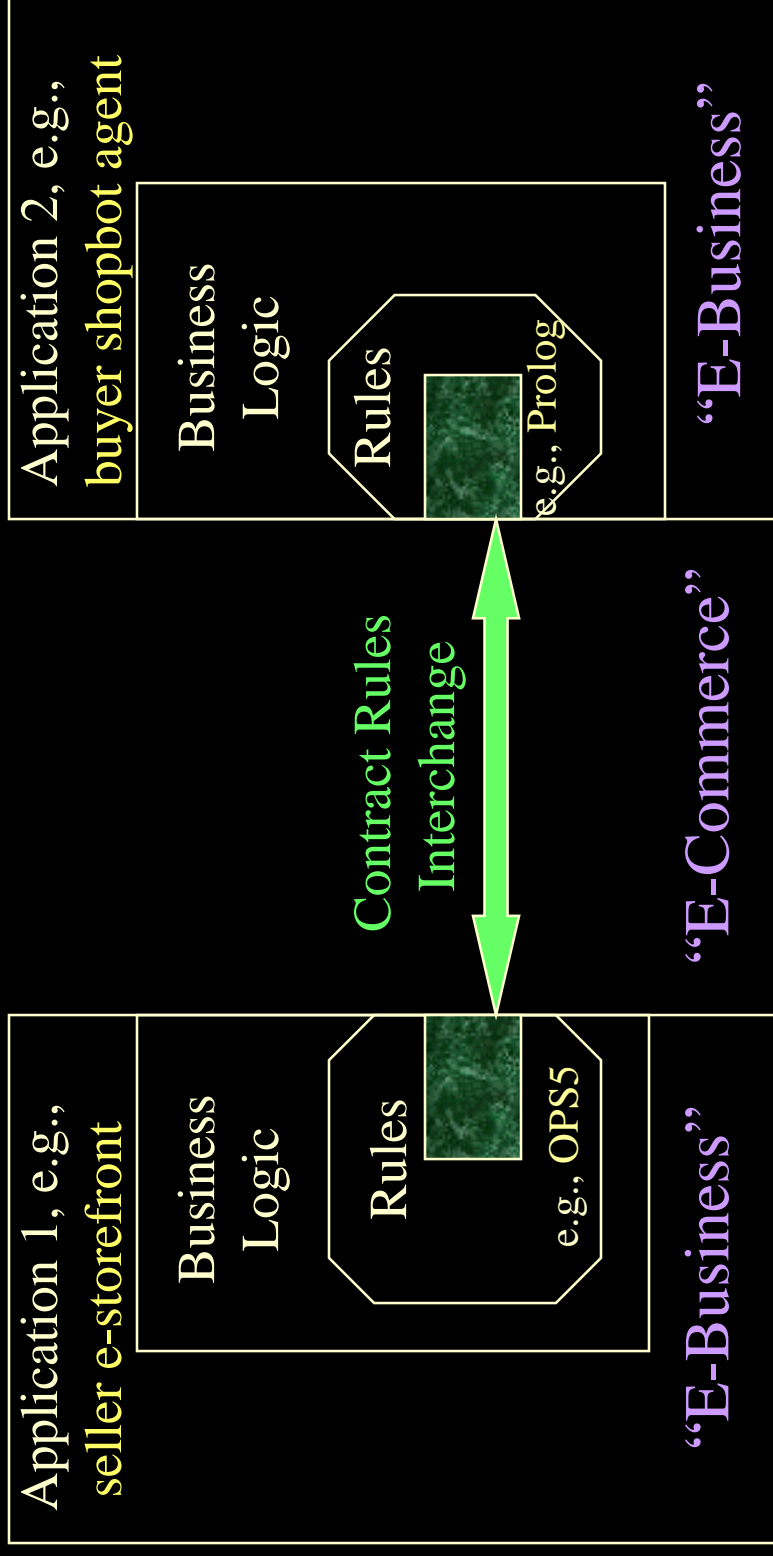 Application 1, e.g.,
seller e-storefront
Business
Logic
Rules
e.g., OPS5
“E-Business”
Contract Rules
Interchange
“E-Commerce”
Application 2, e.g.,
buyer shopbot agent
Business
Logic
Rules
e.g., Prolog
“E-Business”